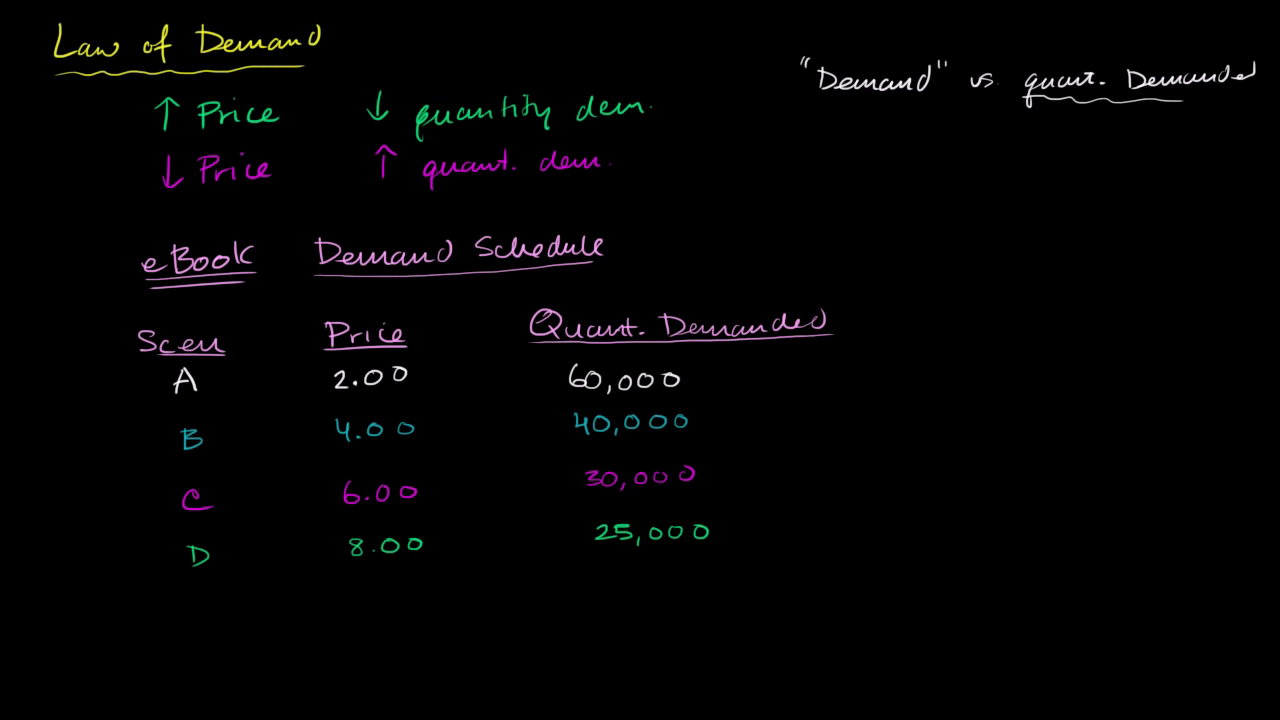 Law of Demand
"Demand" vs. quant. Demanded
↑ Price ↓ quantity dem.
↓ Price ↑ quant. dem.
eBook Demand Schedule
Scen Price Quant. Demanded
A 2.00 60,000
B 4.00 40,000
C 6.00 30,000
D 8.00 25,000